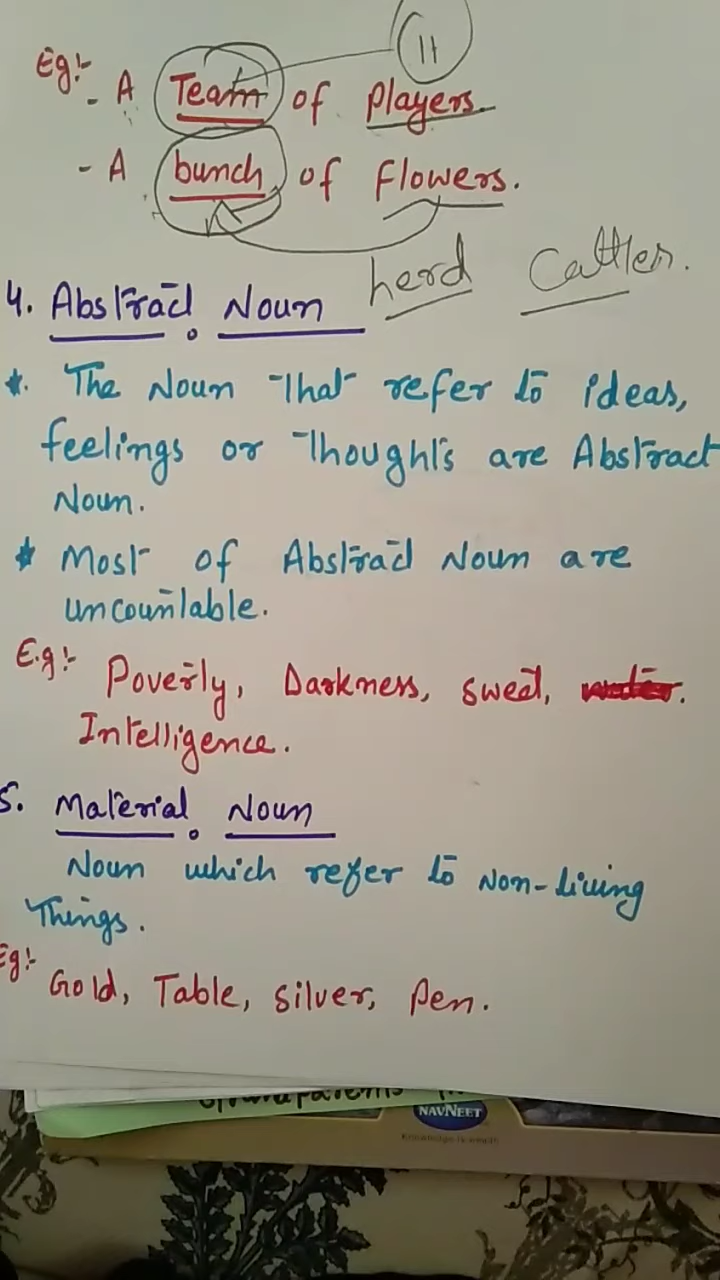 Eg:-
- A Team of Players.
11
- A bunch of Flowers.
herd Cattles.
4. Abstract Noun
*. The Noun That refer to ideas,
feelings or Thoughts are Abstract
Noun.
* Most of Abstract Noun are
uncountable.
E.g:- Poverty, Darkness, sweet,
Intelligence.
5. Material Noun
Noun which refer to Non-living
Things.
Eg:- Gold, Table, silver, Pen.
NAVNEET